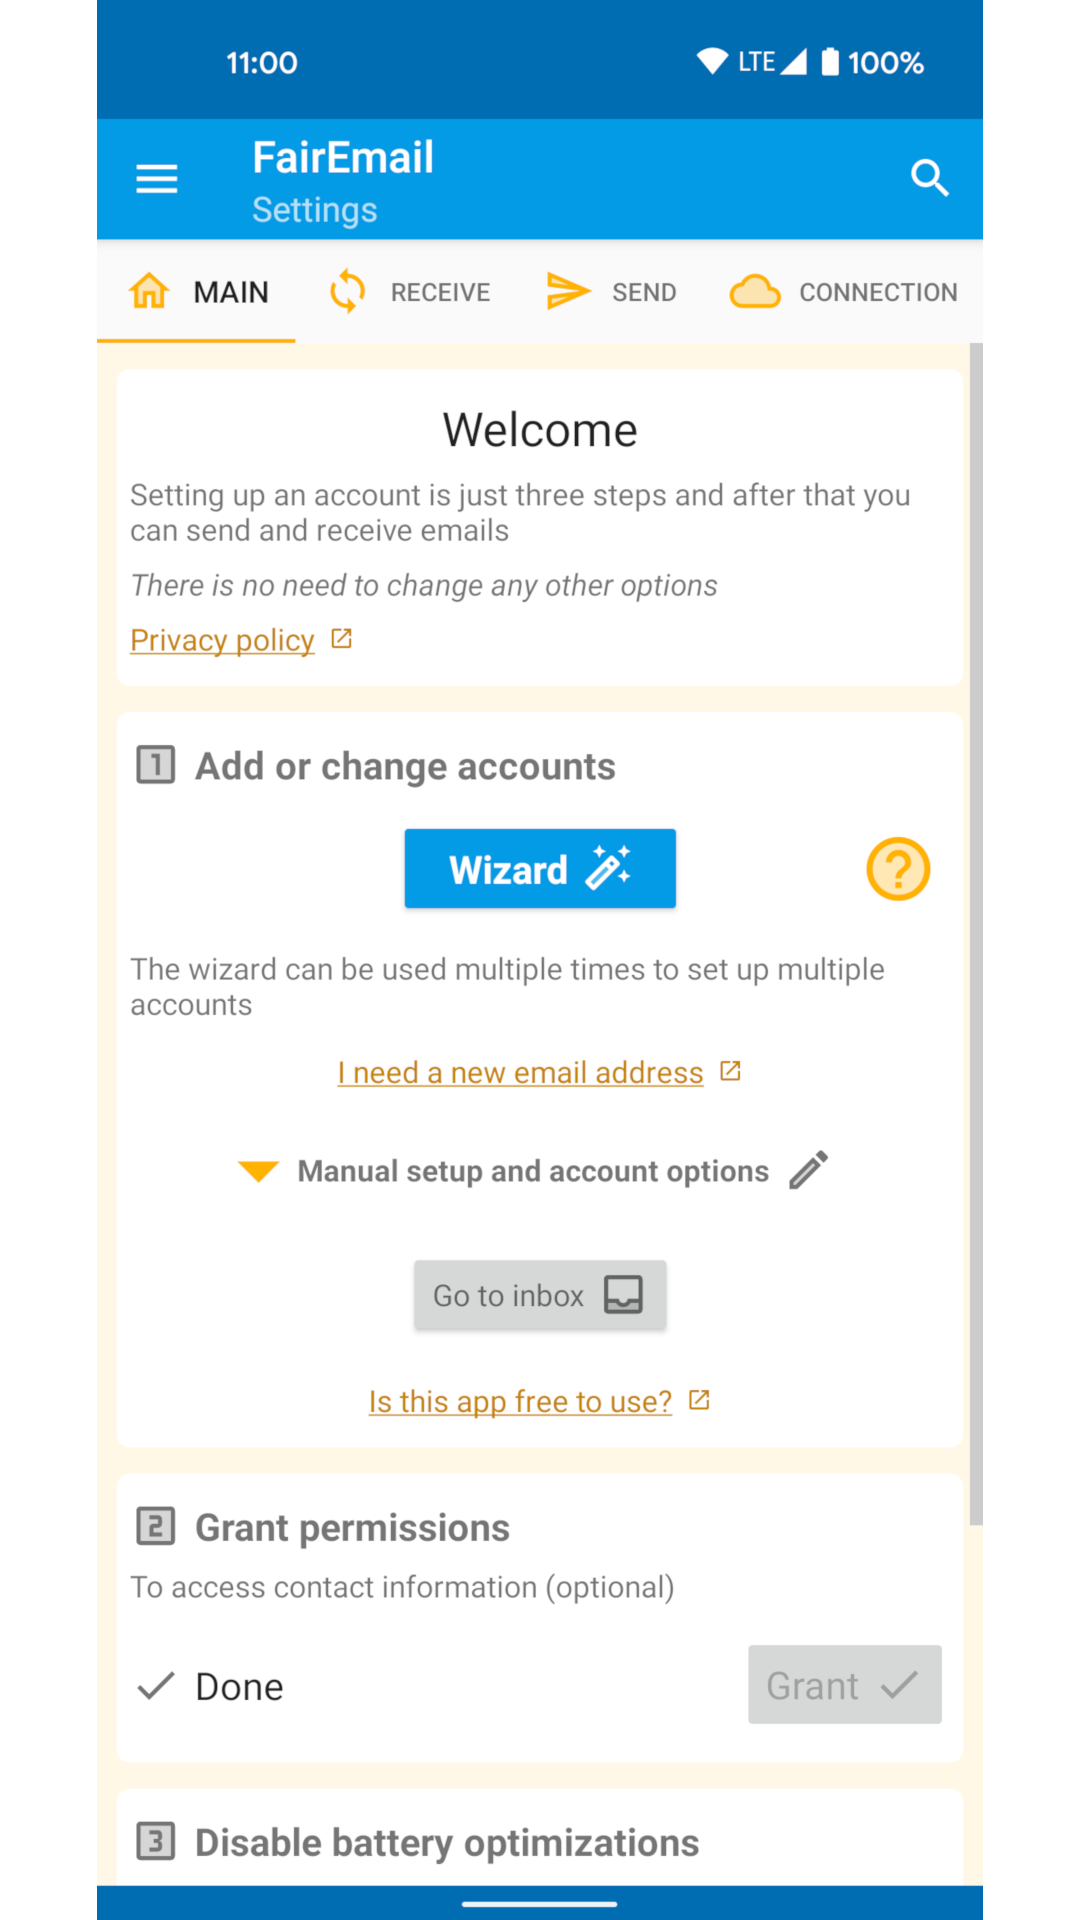 11:00 LTE 100%
FairEmail
Settings
MAIN RECEIVE SEND CONNECTION
Welcome
Setting up an account is just three steps and after that you
can send and receive emails
There is no need to change any other options
Privacy policy
1 Add or change accounts
Wizard
?
The wizard can be used multiple times to set up multiple
accounts
I need a new email address
Manual setup and account options
Go to inbox
Is this app free to use?
2 Grant permissions
To access contact information (optional)
Done Grant
3 Disable battery optimizations